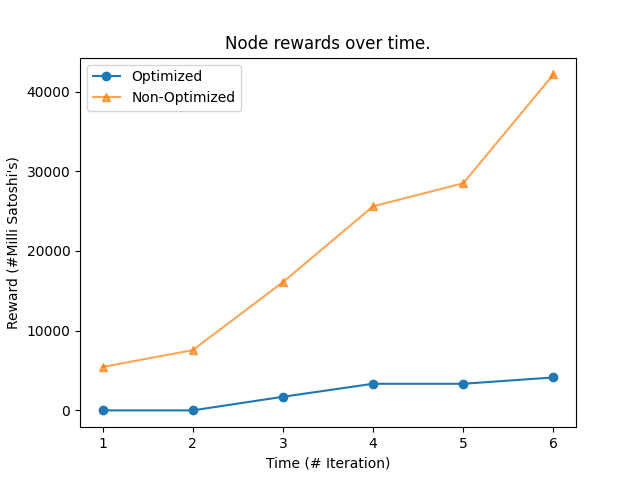 Node rewards over time.
Optimized
Non-Optimized
Reward (#Milli Satoshi's)
40000
30000
20000
10000
0
1 2 3 4 5 6
Time (# Iteration)